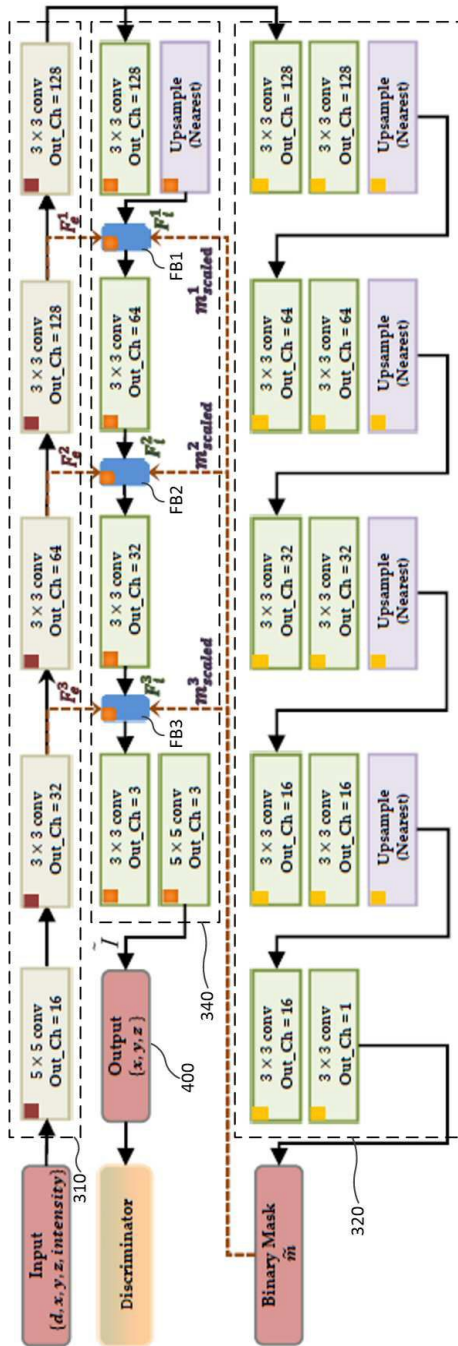 Input
{d, x, y, z, intensity}
5 × 5 conv
Out_Ch = 16
3 × 3 conv
Out_Ch = 32
3 × 3 conv
Out_Ch = 64
3 × 3 conv
Out_Ch = 128
3 × 3 conv
Out_Ch = 128
310
F_e^3
F_e^2
F_e^1
Discriminator
Output
{x, y, z }
400
Ĩ
3 × 3 conv
Out_Ch = 3
5 × 5 conv
Out_Ch = 3
340
FB3
F_i^3
3 × 3 conv
Out_Ch = 32
FB2
F_i^2
3 × 3 conv
Out_Ch = 64
FB1
F_i^1
3 × 3 conv
Out_Ch = 128
Upsample
(Nearest)
m_scaled^3
m_scaled^2
m_scaled^1
Binary Mask
m̃
320
3 × 3 conv
Out_Ch = 16
3 × 3 conv
Out_Ch = 1
3 × 3 conv
Out_Ch = 16
3 × 3 conv
Out_Ch = 16
Upsample
(Nearest)
3 × 3 conv
Out_Ch = 32
3 × 3 conv
Out_Ch = 32
Upsample
(Nearest)
3 × 3 conv
Out_Ch = 64
3 × 3 conv
Out_Ch = 64
Upsample
(Nearest)
3 × 3 conv
Out_Ch = 128
3 × 3 conv
Out_Ch = 128
Upsample
(Nearest)